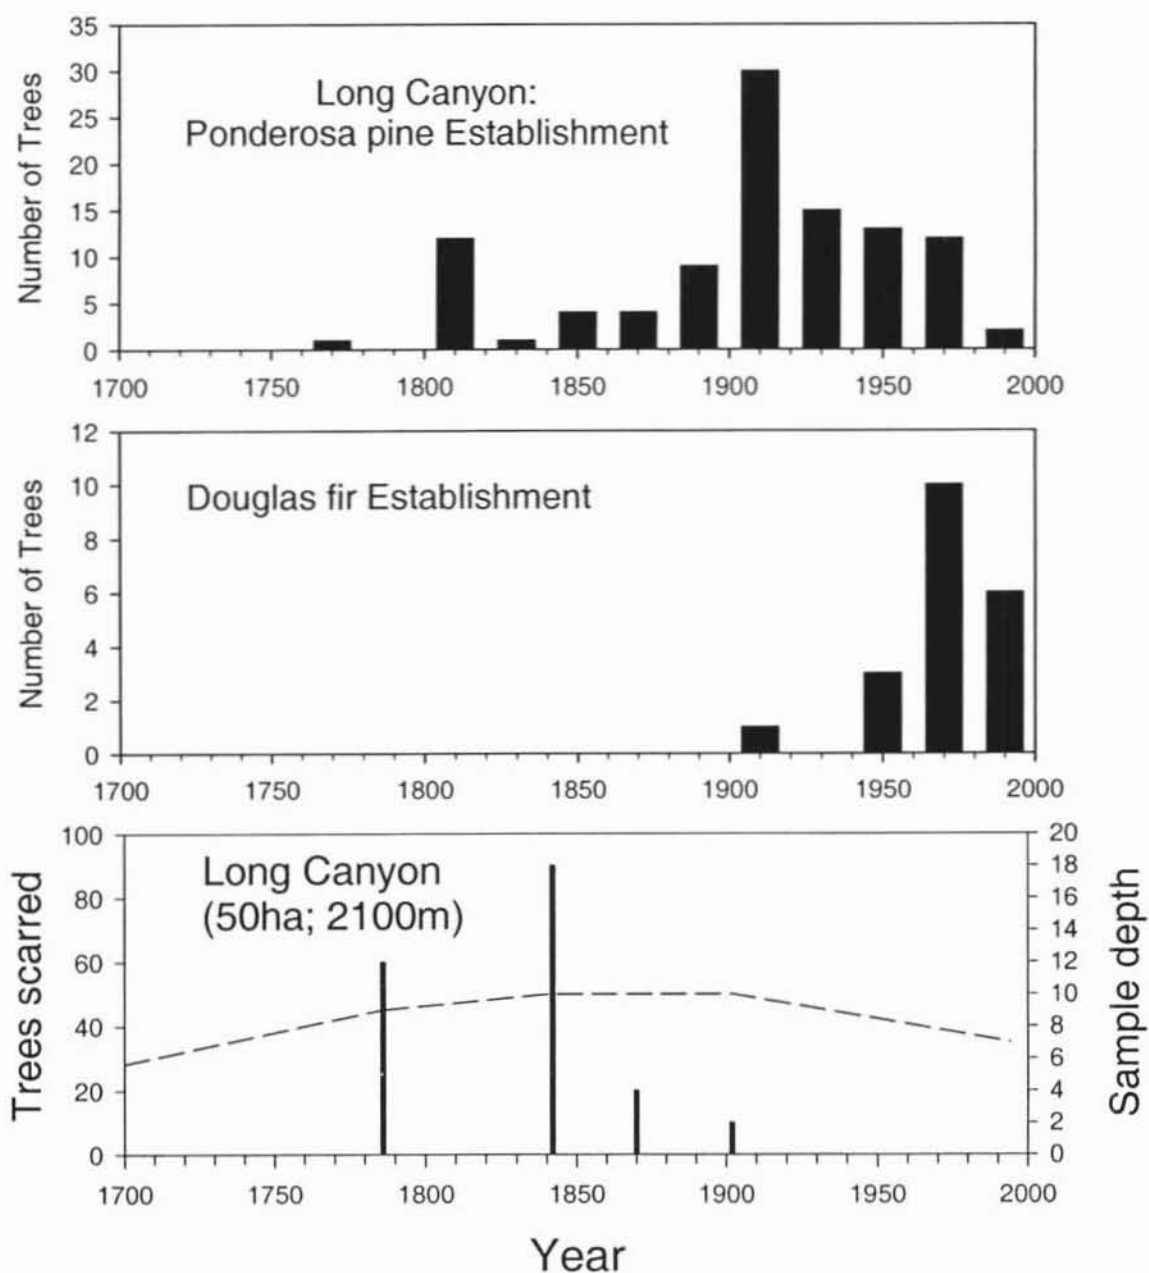 35
30
25
20
15
10
5
0
Number of Trees
Long Canyon:
Ponderosa pine Establishment
1700 1750 1800 1850 1900 1950 2000
12
10
8
6
4
2
0
Number of Trees
Douglas fir Establishment
1700 1750 1800 1850 1900 1950 2000
100
80
60
40
20
0
Trees scarred
Long Canyon
(50ha; 2100m)
20
18
16
14
12
10
8
6
4
2
0
Sample depth
1700 1750 1800 1850 1900 1950 2000
Year